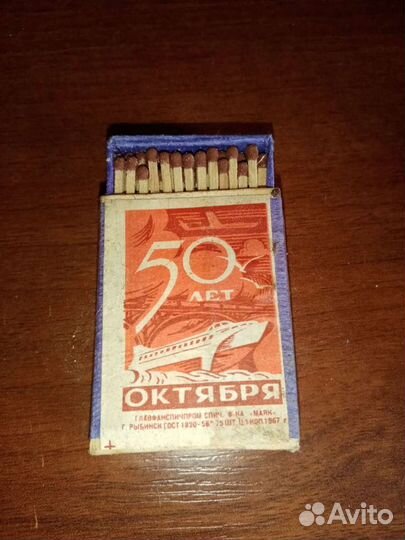 50
ЛЕТ
ОКТЯБРЯ
ГЛАВФАНСПИЧПРОМ СПИЧ. Ф-КА "МАЯК"
Г. РЫБИНСК ГОСТ 1820-56* 75 ШТ. Ц.1 КОП. 1967 г
Avito